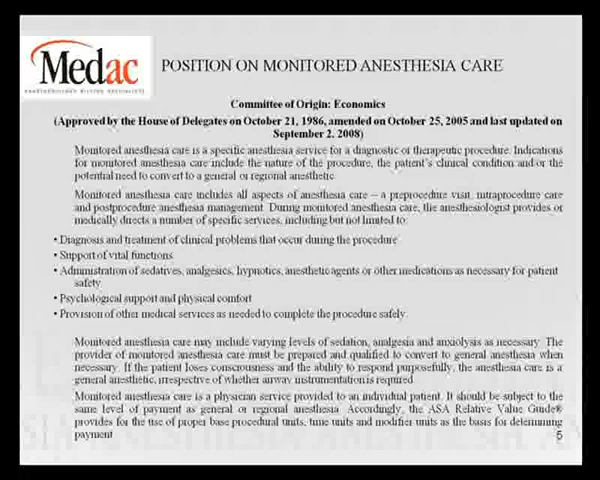 Medac
POSITION ON MONITORED ANESTHESIA CARE
Committee of Origin: Economics
(Approved by the House of Delegates on October 21, 1986, amended on October 25, 2005 and last updated on
September 2, 2008)
Monitored anesthesia care is a specific anesthesia service for a diagnostic or therapeutic procedure. Indications
for monitored anesthesia care include the nature of the procedure, the patient's clinical condition and/or the
potential need to convert to a general or regional anesthetic.
Monitored anesthesia care includes all aspects of anesthesia care – a preprocedure visit, intraprocedure care
and postprocedure anesthesia management. During monitored anesthesia care, the anesthesiologist provides or
medically directs a number of specific services, including but not limited to:
• Diagnosis and treatment of clinical problems that occur during the procedure
• Support of vital functions
• Administration of sedatives, analgesics, hypnotics, anesthetic agents or other medications as necessary for patient
safety
• Psychological support and physical comfort
• Provision of other medical services as needed to complete the procedure safely.
Monitored anesthesia care may include varying levels of sedation, analgesia and anxiolysis as necessary. The
provider of monitored anesthesia care must be prepared and qualified to convert to general anesthesia when
necessary. If the patient loses consciousness and the ability to respond purposefully, the anesthesia care is a
general anesthetic, irrespective of whether airway instrumentation is required.
Monitored anesthesia care is a physician service provided to an individual patient. It should be subject to the
same level of payment as general or regional anesthesia. Accordingly, the ASA Relative Value Guide®
provides for the use of proper base procedural units, time units and modifier units as the basis for determining
payment
5